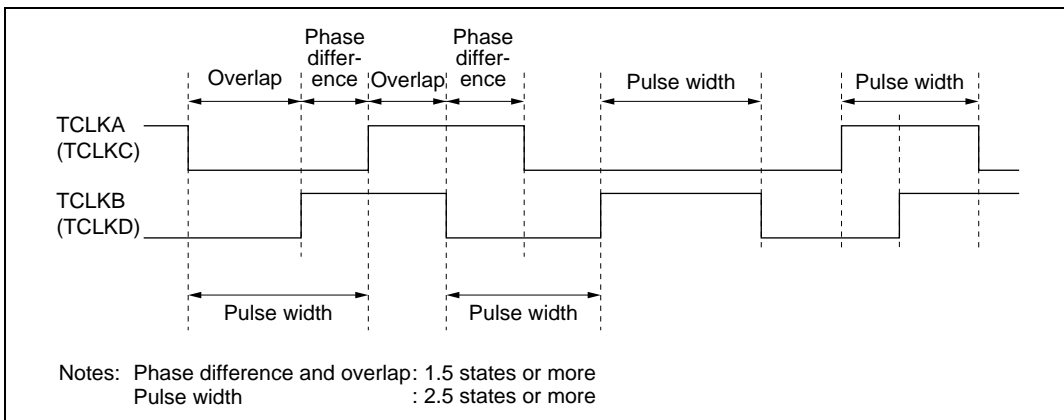 Phase
differ-
ence
Phase
differ-
ence
Overlap
Overlap
Pulse width
Pulse width
TCLKA
(TCLKC)
TCLKB
(TCLKD)
Pulse width
Pulse width
Notes: Phase difference and overlap : 1.5 states or more
Pulse width : 2.5 states or more